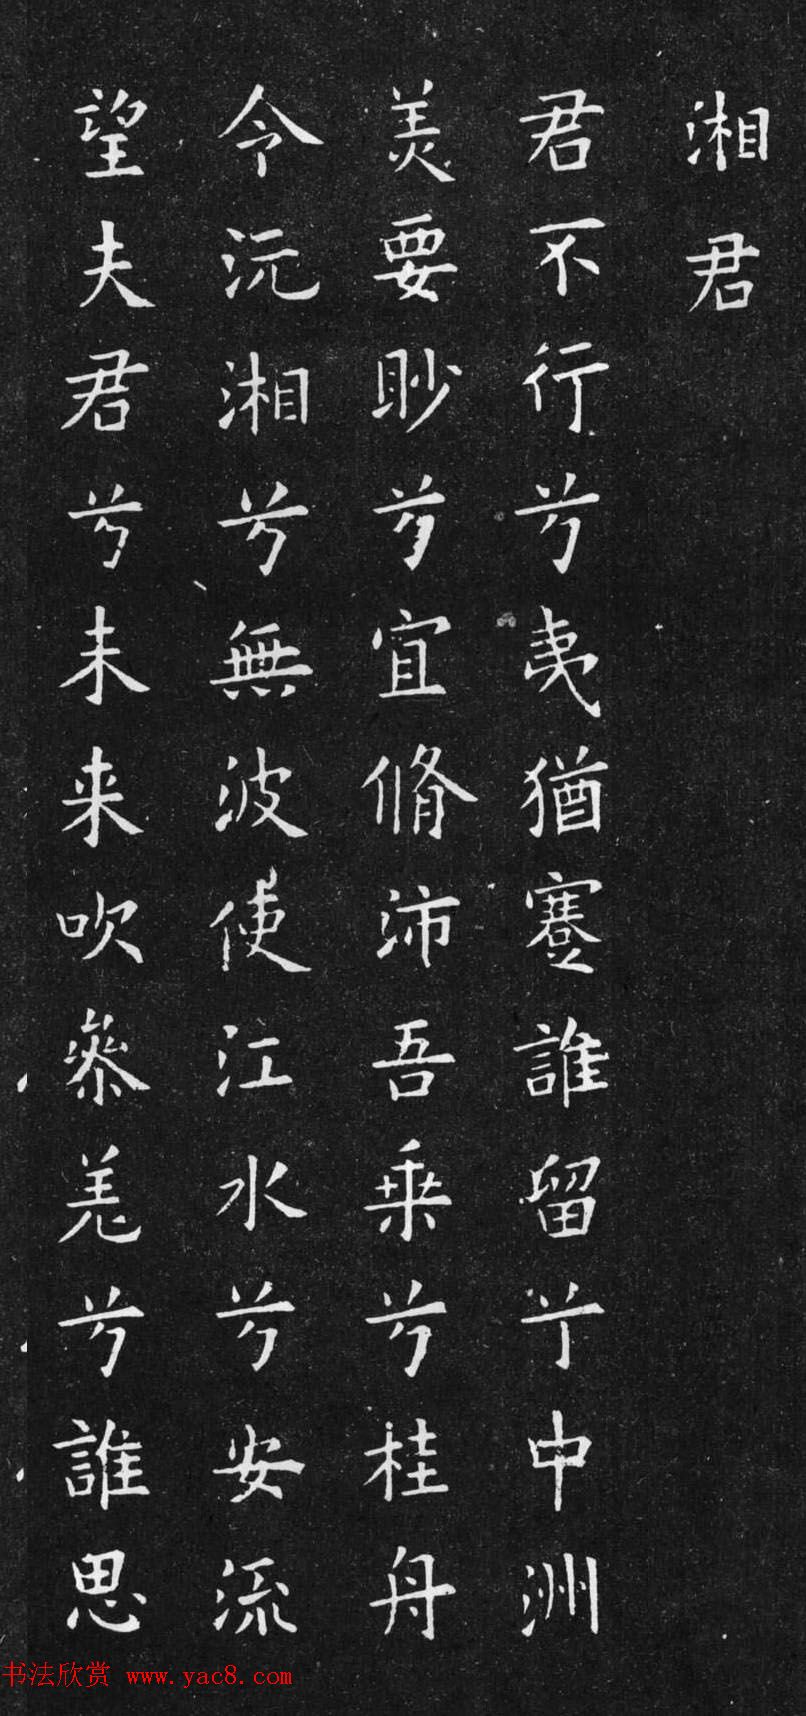 湘君
君不行兮夷猶蹇誰留兮中洲
美要眇兮宜脩沛吾乗兮桂舟
令沅湘兮無波使江水兮安流
望夫君兮未来吹叅差兮誰思
书法欣赏 www.yac8.com